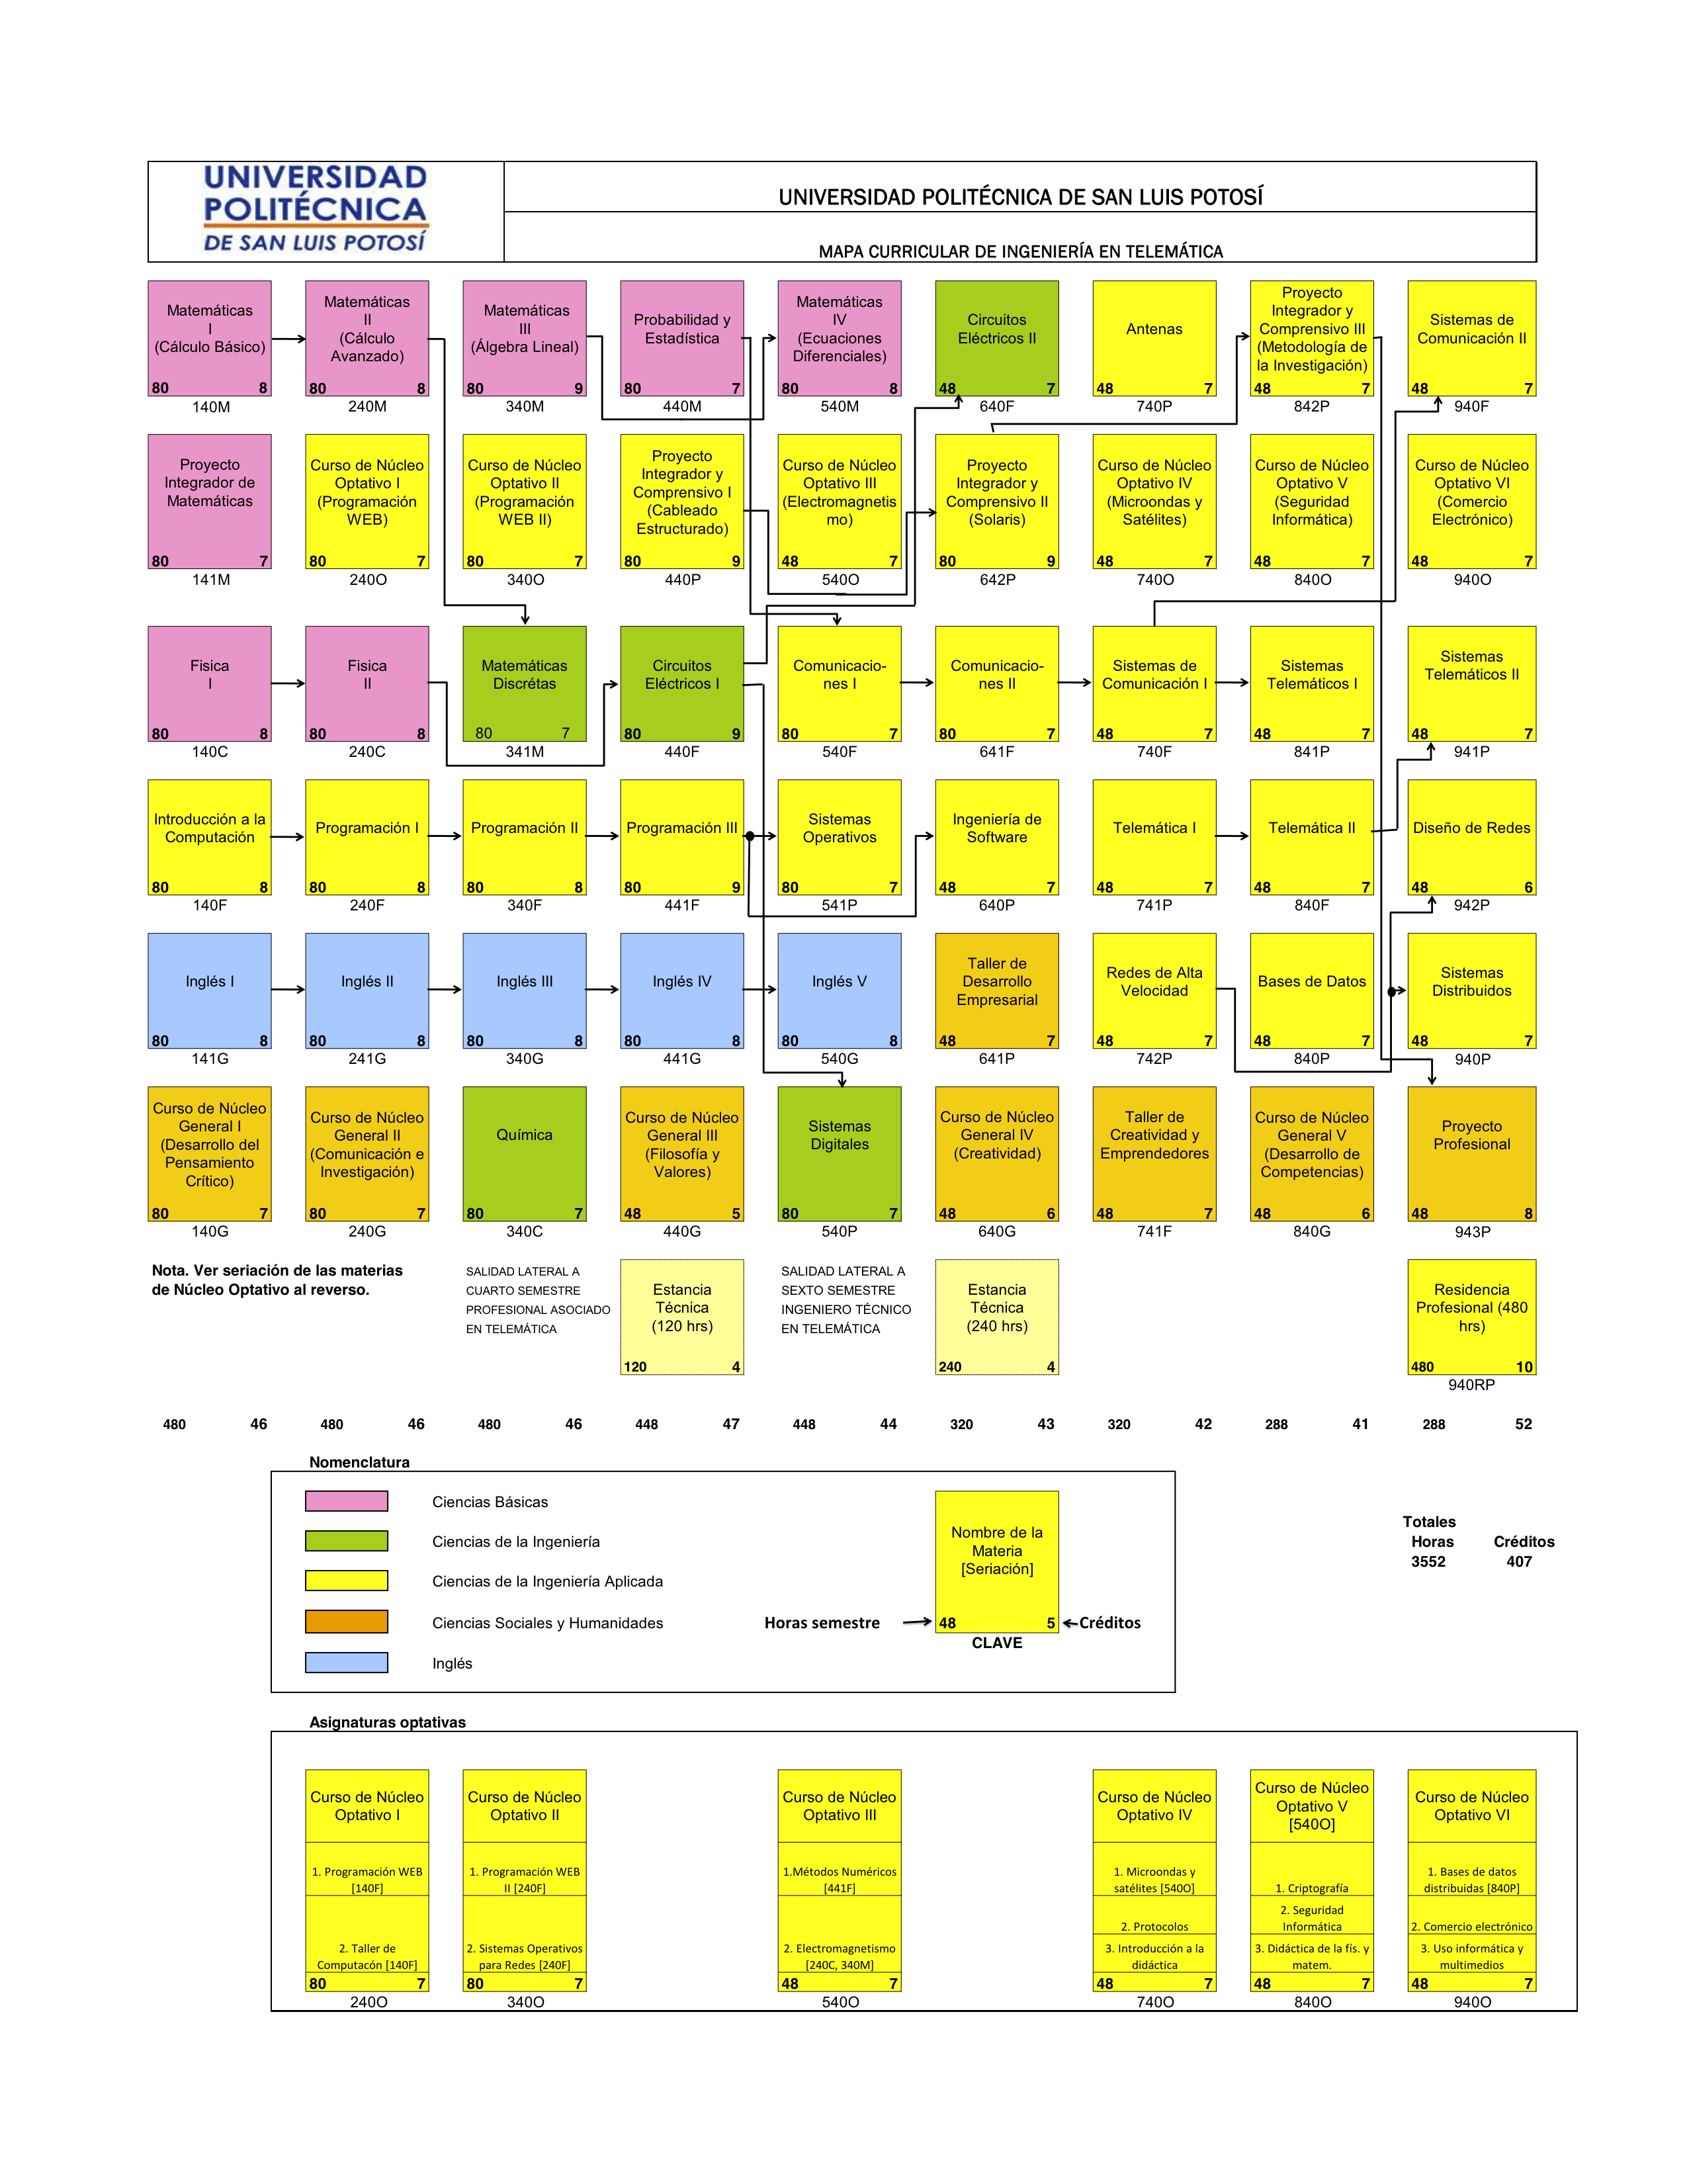 UNIVERSIDAD
POLITÉCNICA
DE SAN LUIS POTOSÍ
UNIVERSIDAD POLITÉCNICA DE SAN LUIS POTOSÍ
MAPA CURRICULAR DE INGENIERÍA EN TELEMÁTICA
Matemáticas
I
(Cálculo Básico)
80 8
140M
Matemáticas
II
(Cálculo
Avanzado)
80 8
240M
Matemáticas
III
(Álgebra Lineal)
80 9
340M
Probabilidad y
Estadística
80 7
440M
Matemáticas
IV
(Ecuaciones
Diferenciales)
80 8
540M
Circuitos
Eléctricos II
48 7
640F
Antenas
48 7
740P
Proyecto
Integrador y
Comprensivo III
(Metodología de
la Investigación)
48 7
842P
Sistemas de
Comunicación II
48 7
940F
Proyecto
Integrador de
Matemáticas
80 7
141M
Curso de Núcleo
Optativo I
(Programación
WEB)
80 7
240O
Curso de Núcleo
Optativo II
(Programación
WEB II)
80 7
340O
Proyecto
Integrador y
Comprensivo I
(Cableado
Estructurado)
80 9
440P
Curso de Núcleo
Optativo III
(Electromagnetis
mo)
48 7
540O
Proyecto
Integrador y
Comprensivo II
(Solaris)
80 9
642P
Curso de Núcleo
Optativo IV
(Microondas y
Satélites)
48 7
740O
Curso de Núcleo
Optativo V
(Seguridad
Informática)
48 7
840O
Curso de Núcleo
Optativo VI
(Comercio
Electrónico)
48 7
940O
Fisica
I
80 8
140C
Fisica
II
80 8
240C
Matemáticas
Discrétas
80 7
341M
Circuitos
Eléctricos I
80 9
440F
Comunicacio-
nes I
80 7
540F
Comunicacio-
nes II
80 7
641F
Sistemas de
Comunicación I
48 7
740F
Sistemas
Telemáticos I
48 7
841P
Sistemas
Telemáticos II
48 7
941P
Introducción a la
Computación
80 8
140F
Programación I
80 8
240F
Programación II
80 8
340F
Programación III
80 9
441F
Sistemas
Operativos
80 7
541P
Ingeniería de
Software
48 7
640P
Telemática I
48 7
741P
Telemática II
48 7
840F
Diseño de Redes
48 6
942P
Inglés I
80 8
141G
Inglés II
80 8
241G
Inglés III
80 8
340G
Inglés IV
80 8
441G
Inglés V
80 8
540G
Taller de
Desarrollo
Empresarial
48 7
641P
Redes de Alta
Velocidad
48 7
742P
Bases de Datos
48 7
840P
Sistemas
Distribuidos
48 7
940P
Curso de Núcleo
General I
(Desarrollo del
Pensamiento
Crítico)
80 7
140G
Curso de Núcleo
General II
(Comunicación e
Investigación)
80 7
240G
Química
80 7
340C
Curso de Núcleo
General III
(Filosofía y
Valores)
48 5
440G
Sistemas
Digitales
80 7
540P
Curso de Núcleo
General IV
(Creatividad)
48 6
640G
Taller de
Creatividad y
Emprendedores
48 7
741F
Curso de Núcleo
General V
(Desarrollo de
Competencias)
48 6
840G
Proyecto
Profesional
48 8
943P
Nota. Ver seriación de las materias
de Núcleo Optativo al reverso.
SALIDAD LATERAL A
CUARTO SEMESTRE
PROFESIONAL ASOCIADO
EN TELEMÁTICA
Estancia
Técnica
(120 hrs)
120 4
SALIDAD LATERAL A
SEXTO SEMESTRE
INGENIERO TÉCNICO
EN TELEMÁTICA
Estancia
Técnica
(240 hrs)
240 4
Residencia
Profesional (480
hrs)
480 10
940RP
480 46 480 46 480 46 448 47 448 44 320 43 320 42 288 41 288 52
Nomenclatura
Ciencias Básicas
Ciencias de la Ingeniería
Ciencias de la Ingeniería Aplicada
Ciencias Sociales y Humanidades
Inglés
Nombre de la
Materia
[Seriación]
Horas semestre 48 5 Créditos
CLAVE
Totales
Horas Créditos
3552 407
Asignaturas optativas
Curso de Núcleo
Optativo I
1. Programación WEB
[140F]
2. Taller de
Computacón [140F]
80 7
240O
Curso de Núcleo
Optativo II
1. Programación WEB
II [240F]
2. Sistemas Operativos
para Redes [240F]
80 7
340O
Curso de Núcleo
Optativo III
1.Métodos Numéricos
[441F]
2. Electromagnetismo
[240C, 340M]
48 7
540O
Curso de Núcleo
Optativo IV
1. Microondas y
satélites [540O]
2. Protocolos
3. Introducción a la
didáctica
48 7
740O
Curso de Núcleo
Optativo V
[540O]
1. Criptografía
2. Seguridad
Informática
3. Didáctica de la fís. y
matem.
48 7
840O
Curso de Núcleo
Optativo VI
1. Bases de datos
distribuidas [840P]
2. Comercio electrónico
3. Uso informática y
multimedios
48 7
940O